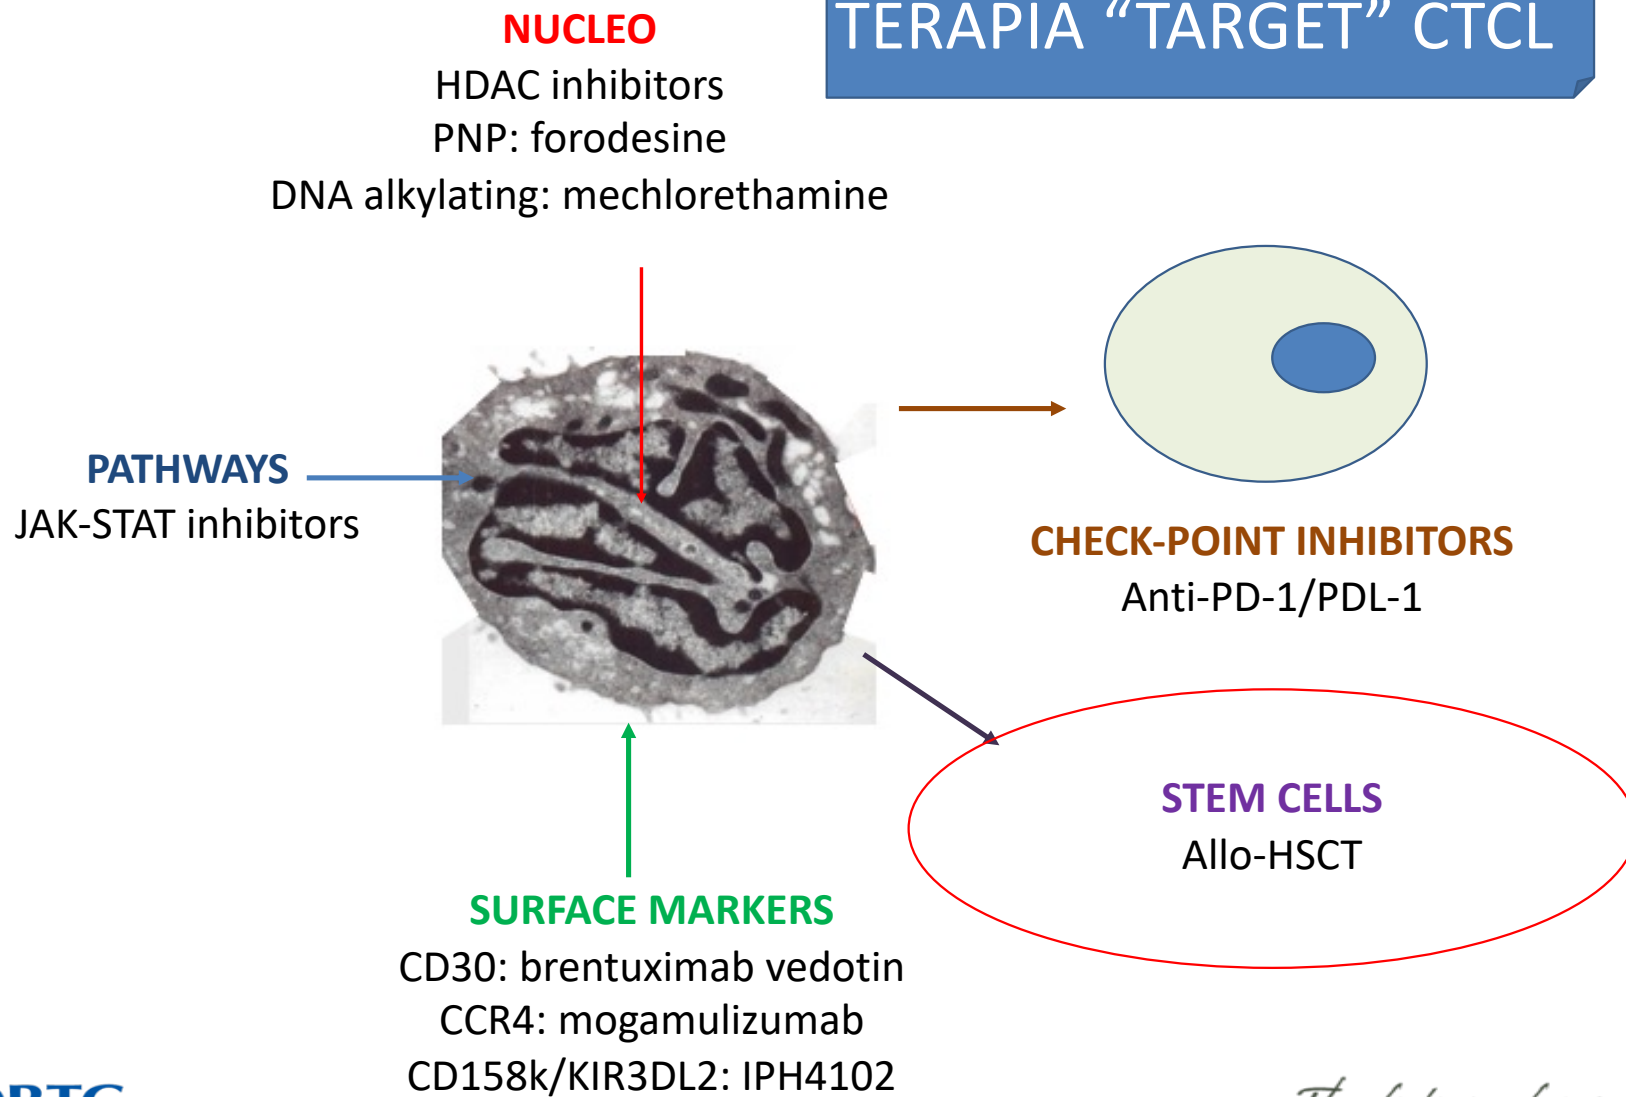 TERAPIA “TARGET” CTCL
NUCLEO
HDAC inhibitors
PNP: forodesine
DNA alkylating: mechlorethamine
PATHWAYS
JAK-STAT inhibitors
CHECK-POINT INHIBITORS
Anti-PD-1/PDL-1
STEM CELLS
Allo-HSCT
SURFACE MARKERS
CD30: brentuximab vedotin
CCR4: mogamulizumab
CD158k/KIR3DL2: IPH4102